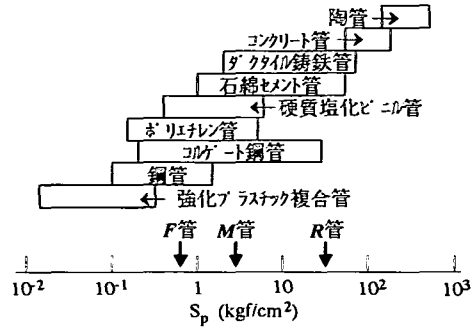 陶管
コンクリート管
ダクタイル鋳鉄管
石綿セメント管
硬質塩化ビニル管
ポリエチレン管
コルゲート鋼管
鋼管
強化プラスチック複合管
F管 M管 R管
10-2 10-1 1 10 102 103
Sp (kgf/cm2)